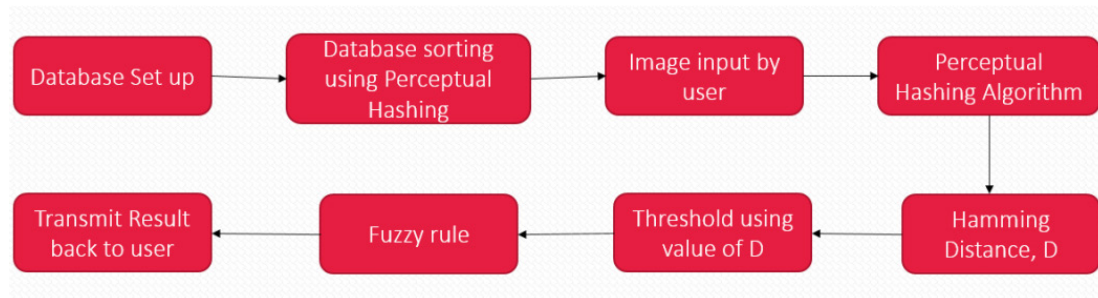 Database Set up
Database sorting
using Perceptual
Hashing
Image input by
user
Perceptual
Hashing Algorithm
Hamming
Distance, D
Threshold using
value of D
Fuzzy rule
Transmit Result
back to user